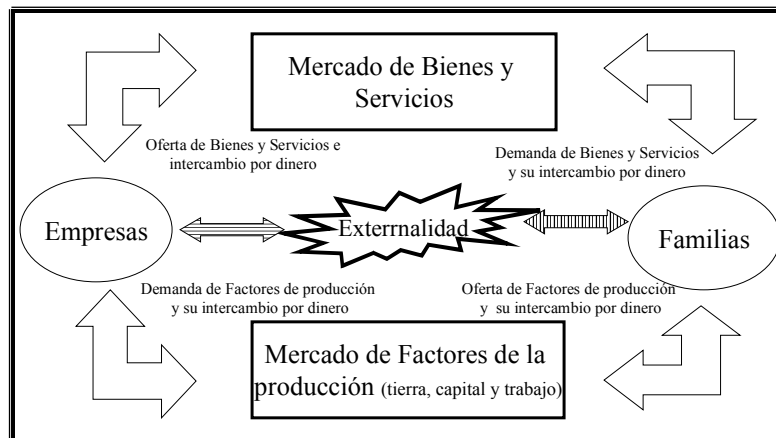 Mercado de Bienes y
Servicios
Oferta de Bienes y Servicios e
intercambio por dinero
Demanda de Bienes y Servicios
y su intercambio por dinero
Empresas
Exterrnalidad
Familias
Demanda de Factores de producción
y su intercambio por dinero
Oferta de Factores de producción
y su intercambio por dinero
Mercado de Factores de la
producción (tierra, capital y trabajo)